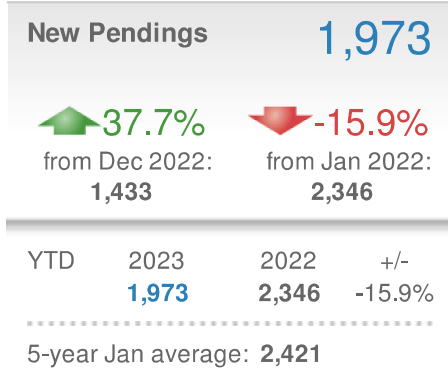 New Pendings 1,973
37.7% -15.9%
from Dec 2022: from Jan 2022:
1,433 2,346
YTD 2023 2022 +/-
1,973 2,346 -15.9%
5-year Jan average: 2,421